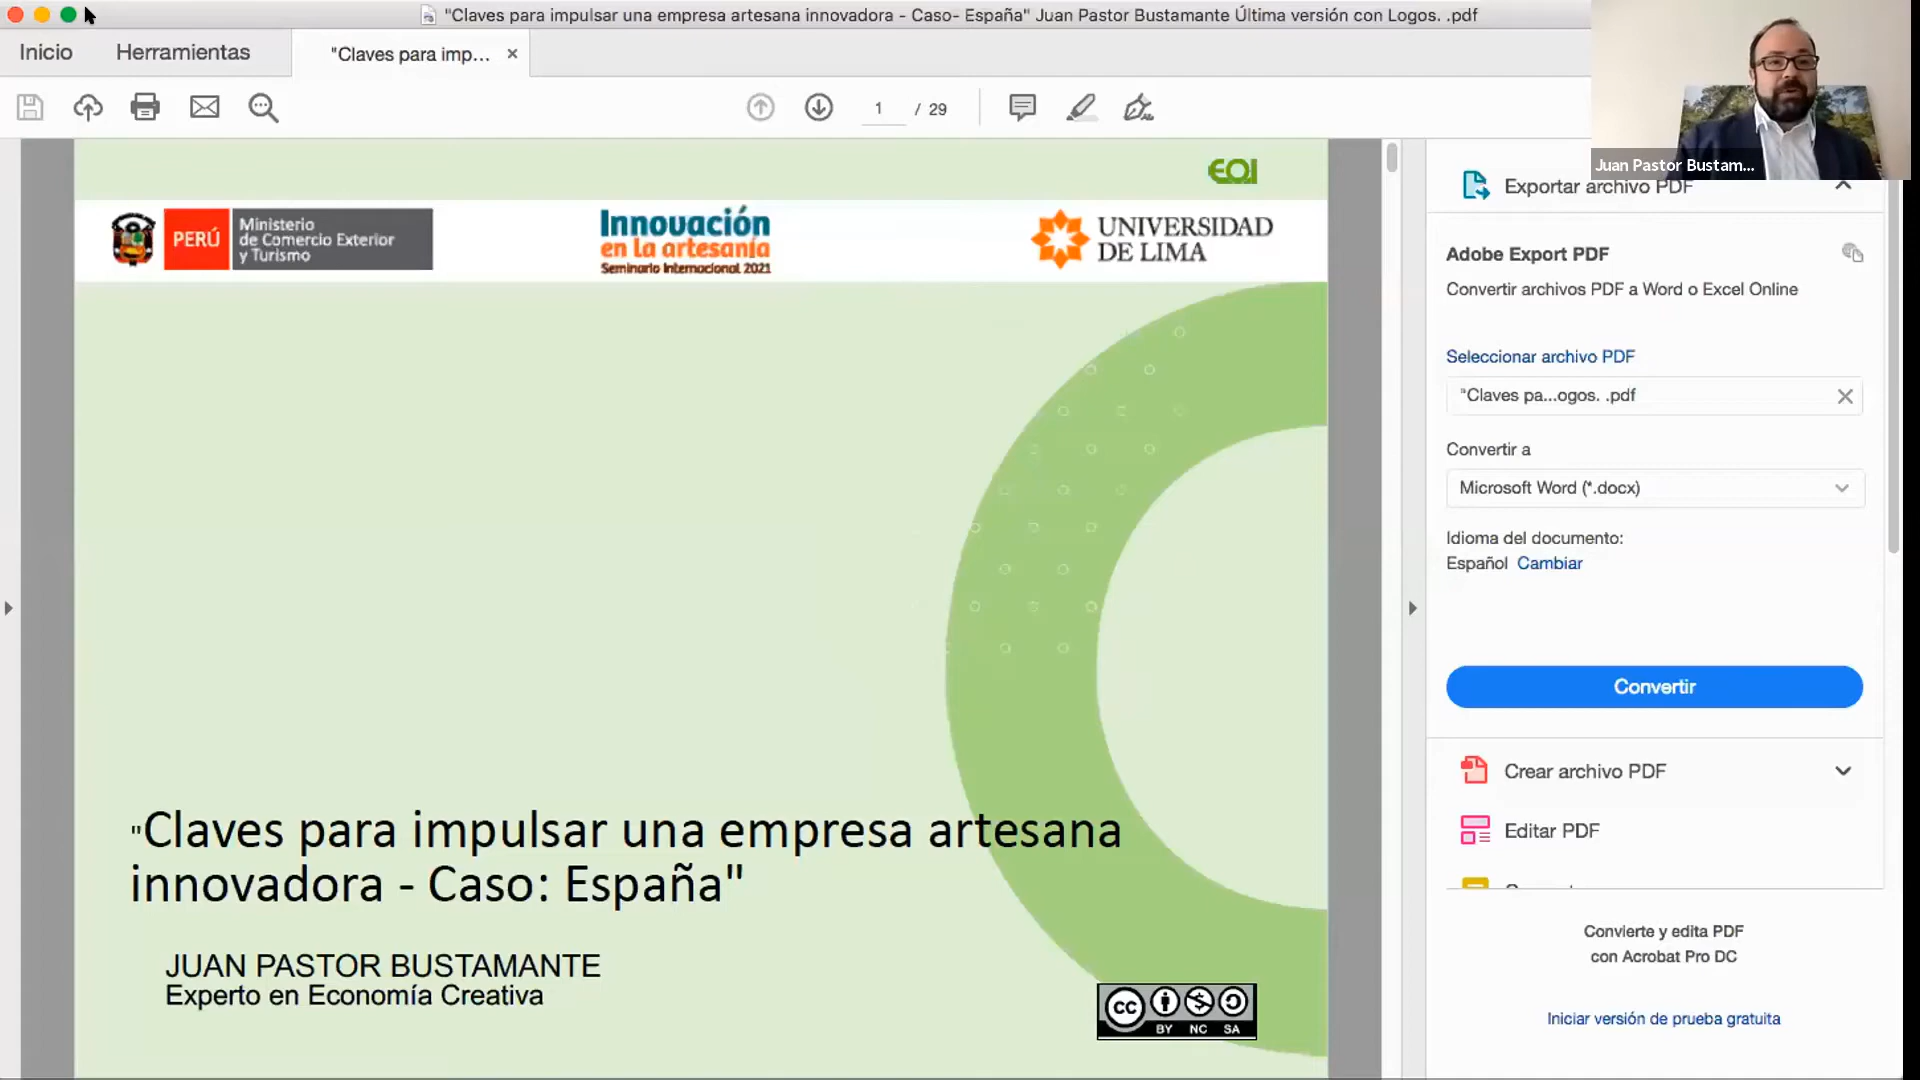 "Claves para impulsar una empresa artesana innovadora - Caso- España" Juan Pastor Bustamante Última versión con Logos. .pdf
Inicio
Herramientas
"Claves para imp...
1 / 29
Juan Pastor Bustam...
EOI
PERÚ
Ministerio
de Comercio Exterior
y Turismo
Innovación
en la artesanía
Seminario Internacional 2021
UNIVERSIDAD
DE LIMA
"Claves para impulsar una empresa artesana
innovadora - Caso: España"
JUAN PASTOR BUSTAMANTE
Experto en Economía Creativa
CC
BY NC SA
Exportar archivo PDF
Adobe Export PDF
Convertir archivos PDF a Word o Excel Online
Seleccionar archivo PDF
"Claves pa...ogos. .pdf
Convertir a
Microsoft Word (*.docx)
Idioma del documento:
Español Cambiar
Convertir
Crear archivo PDF
Editar PDF
Convierte y edita PDF
con Acrobat Pro DC
Iniciar versión de prueba gratuita